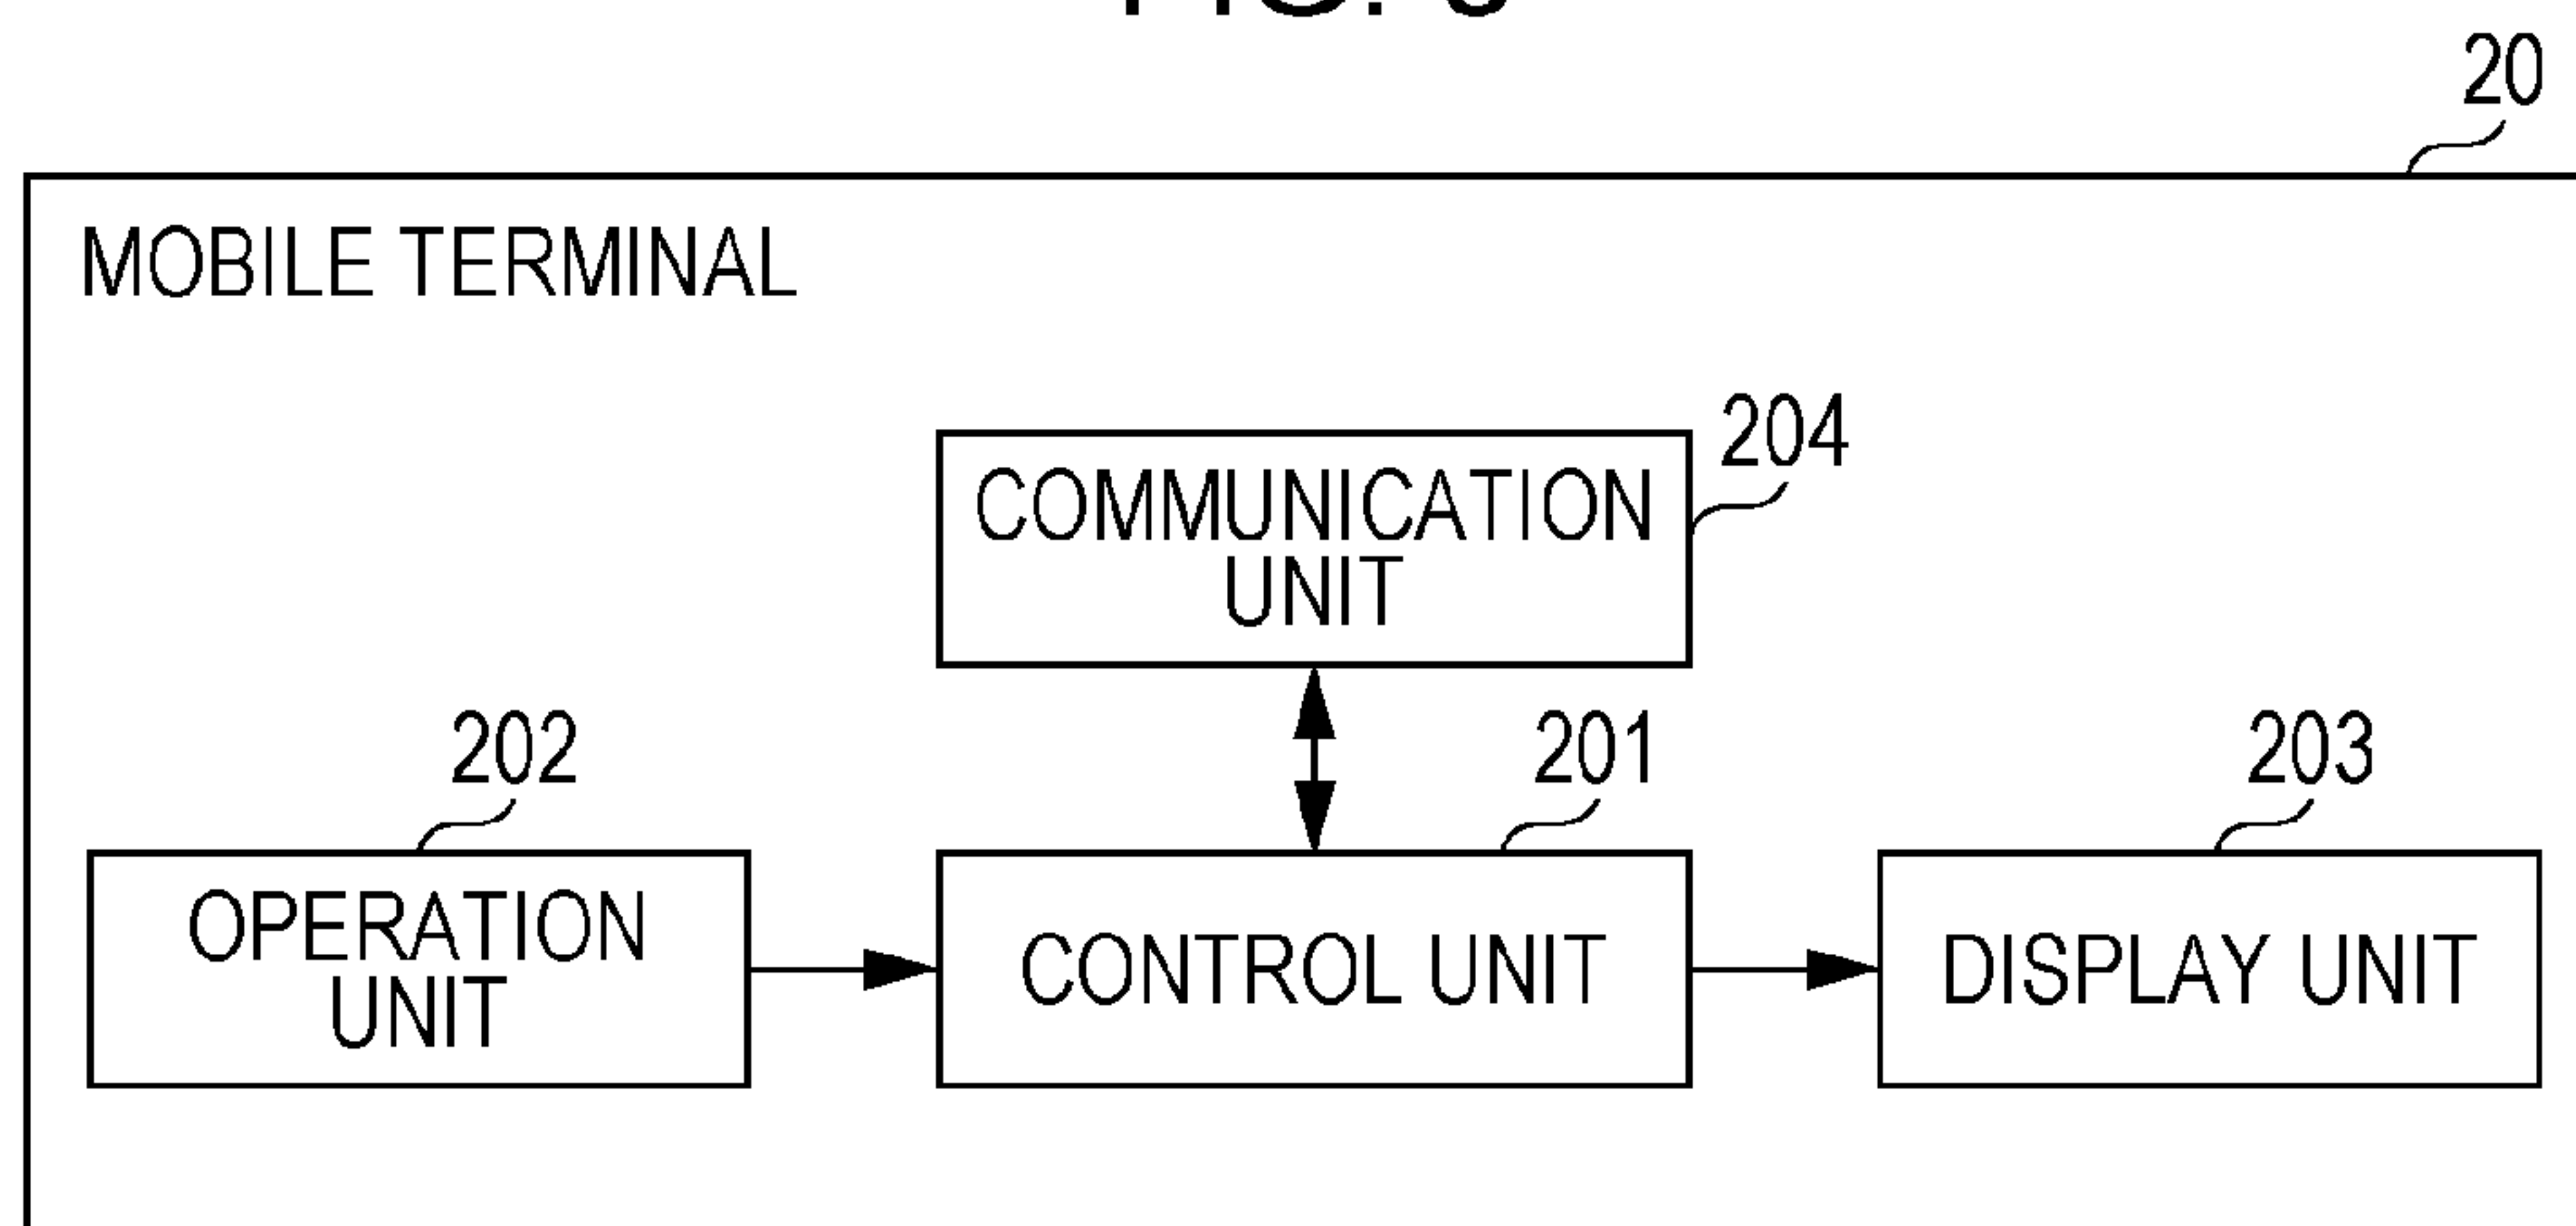 20
MOBILE TERMINAL
204
COMMUNICATION
UNIT
202
201
203
OPERATION
UNIT
CONTROL UNIT
DISPLAY UNIT